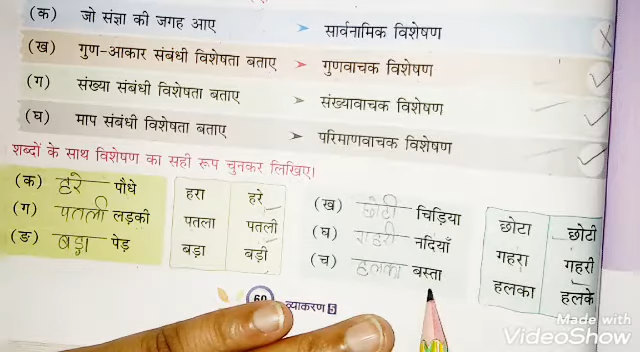 (क) जो संज्ञा की जगह आए ➤ सार्वनामिक विशेषण
(ख) गुण-आकार संबंधी विशेषता बताए ➤ गुणवाचक विशेषण
(ग) संख्या संबंधी विशेषता बताए ➤ संख्यावाचक विशेषण
(घ) माप संबंधी विशेषता बताए ➤ परिमाणवाचक विशेषण
शब्दों के साथ विशेषण का सही रूप चुनकर लिखिए।
(क) हरे पौधे
(ग) पतली लड़की
(ङ) बड़ा पेड़
हरा हरे
पतला पतली
बड़ा बड़ी
(ख) छोटी चिड़िया
(घ) गहरी नदियाँ
(च) हलका बस्ता
छोटा छोटी
गहरा गहरी
हलका हलके
60 व्याकरण 5
Made with
VideoShow